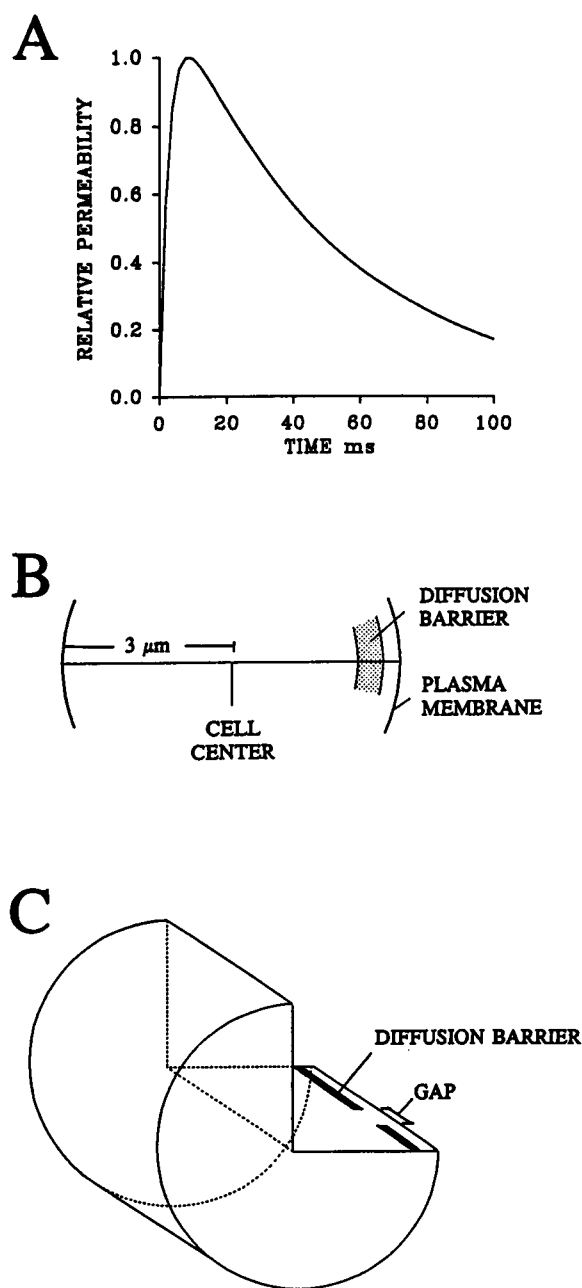 A
RELATIVE PERMEABILITY
1.0
0.8
0.6
0.4
0.2
0.0
0 20 40 60 80 100
TIME ms
B
3 μm
DIFFUSION
BARRIER
PLASMA
MEMBRANE
CELL
CENTER
C
DIFFUSION BARRIER
GAP